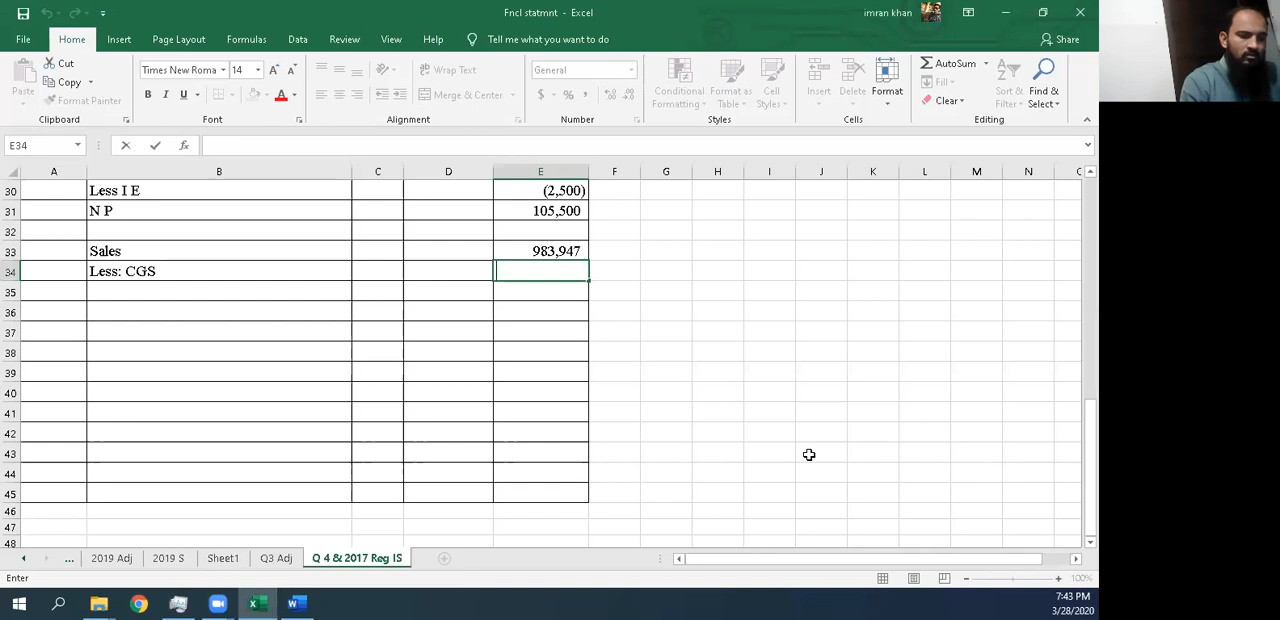 Fncl statmnt - Excel
imran khan
File Home Insert Page Layout Formulas Data Review View Help Tell me what you want to do Share
Paste
Cut
Copy
Format Painter
Clipboard
Times New Roma 14
B I U
Font
Wrap Text
Merge & Center
Alignment
General
$ % ,
Number
Conditional Formatting
Format as Table
Cell Styles
Styles
Insert Delete Format
Cells
AutoSum
Fill
Clear
Sort & Filter
Find & Select
Editing
E34
fx
A B C D E F G H I J K L M N
30 Less I E (2,500)
31 N P 105,500
32
33 Sales 983,947
34 Less: CGS
35
36
37
38
39
40
41
42
43
44
45
46
47
48
... 2019 Adj 2019 S Sheet1 Q3 Adj Q 4 & 2017 Reg IS
Enter
100%
7:43 PM
3/28/2020